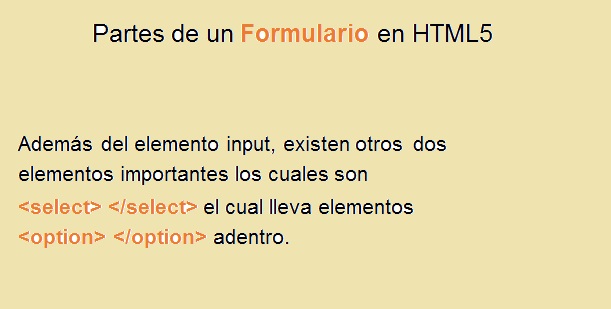 Partes de un Formulario en HTML5
Además del elemento input, existen otros dos
elementos importantes los cuales son
<select> </select> el cual lleva elementos
<option> </option> adentro.